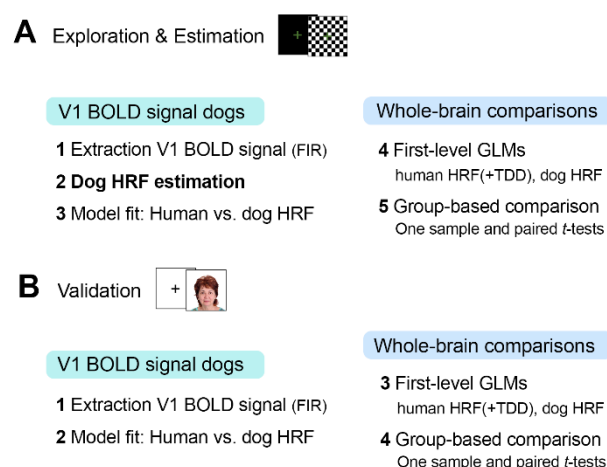 A Exploration & Estimation
V1 BOLD signal dogs
1 Extraction V1 BOLD signal (FIR)
2 Dog HRF estimation
3 Model fit: Human vs. dog HRF
Whole-brain comparisons
4 First-level GLMs
human HRF(+TDD), dog HRF
5 Group-based comparison
One sample and paired t-tests
B Validation
V1 BOLD signal dogs
1 Extraction V1 BOLD signal (FIR)
2 Model fit: Human vs. dog HRF
Whole-brain comparisons
3 First-level GLMs
human HRF(+TDD), dog HRF
4 Group-based comparison
One sample and paired t-tests